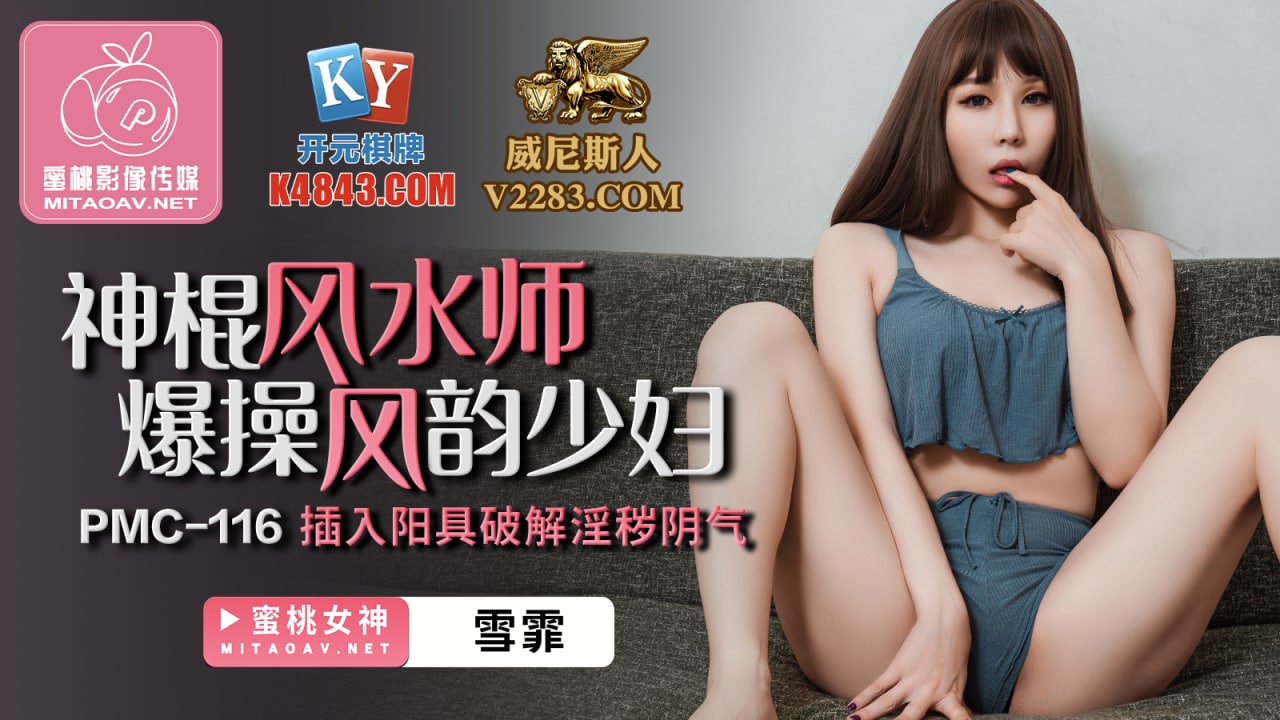 蜜桃影像传媒
MITAOAV.NET
KY
开元棋牌
K4843.COM
V
威尼斯人
V2283.COM
神棍风水师
爆操风韵少妇
PMC-116 插入阳具破解淫秽阴气
蜜桃女神
MITAOAV.NET
雪霏